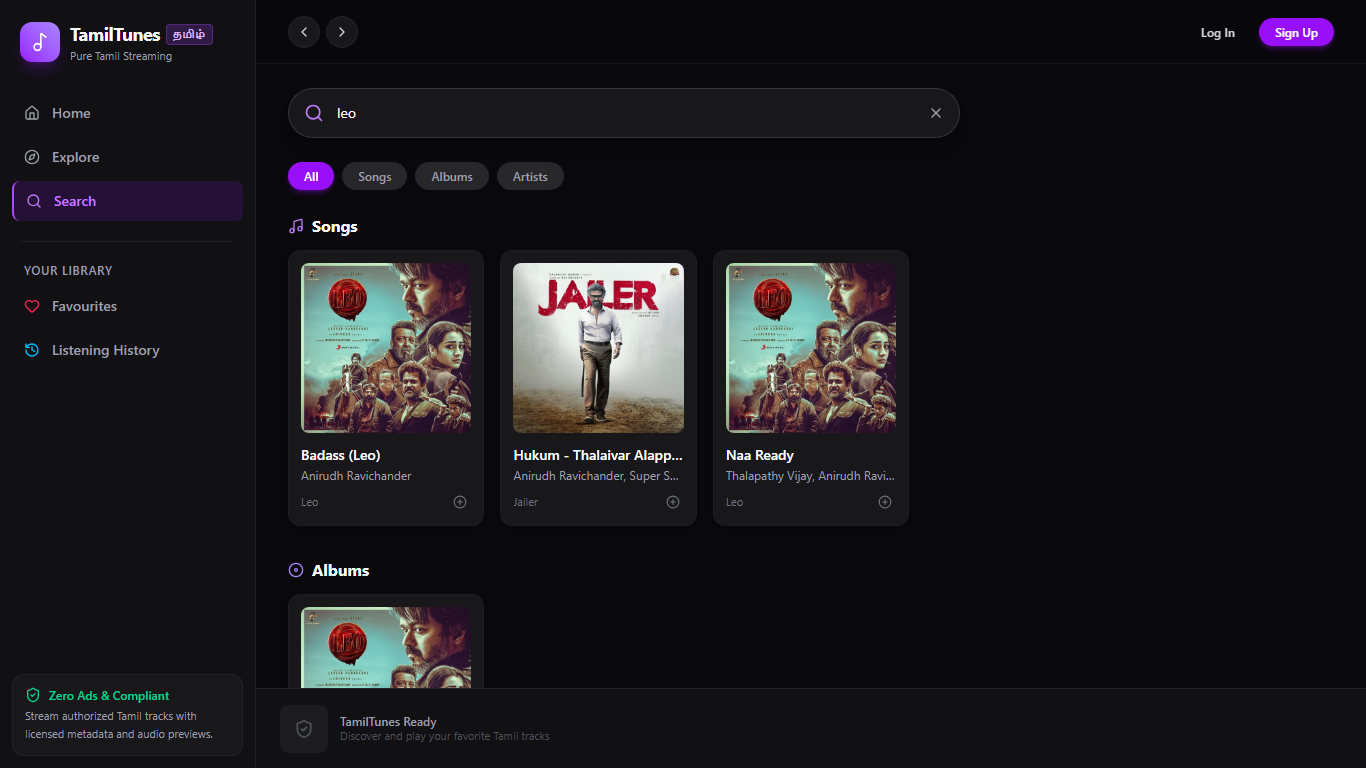 TamilTunes தமிழ்
Pure Tamil Streaming
Home
Explore
Search
YOUR LIBRARY
Favourites
Listening History
Zero Ads & Compliant
Stream authorized Tamil tracks with
licensed metadata and audio previews.
Log In
Sign Up
leo
All
Songs
Albums
Artists
Songs
LEO
Badass (Leo)
Anirudh Ravichander
Leo
JAILER
Hukum - Thalaivar Alapp...
Anirudh Ravichander, Super S...
Jailer
LEO
Naa Ready
Thalapathy Vijay, Anirudh Ravi...
Leo
Albums
LEO
TamilTunes Ready
Discover and play your favorite Tamil tracks